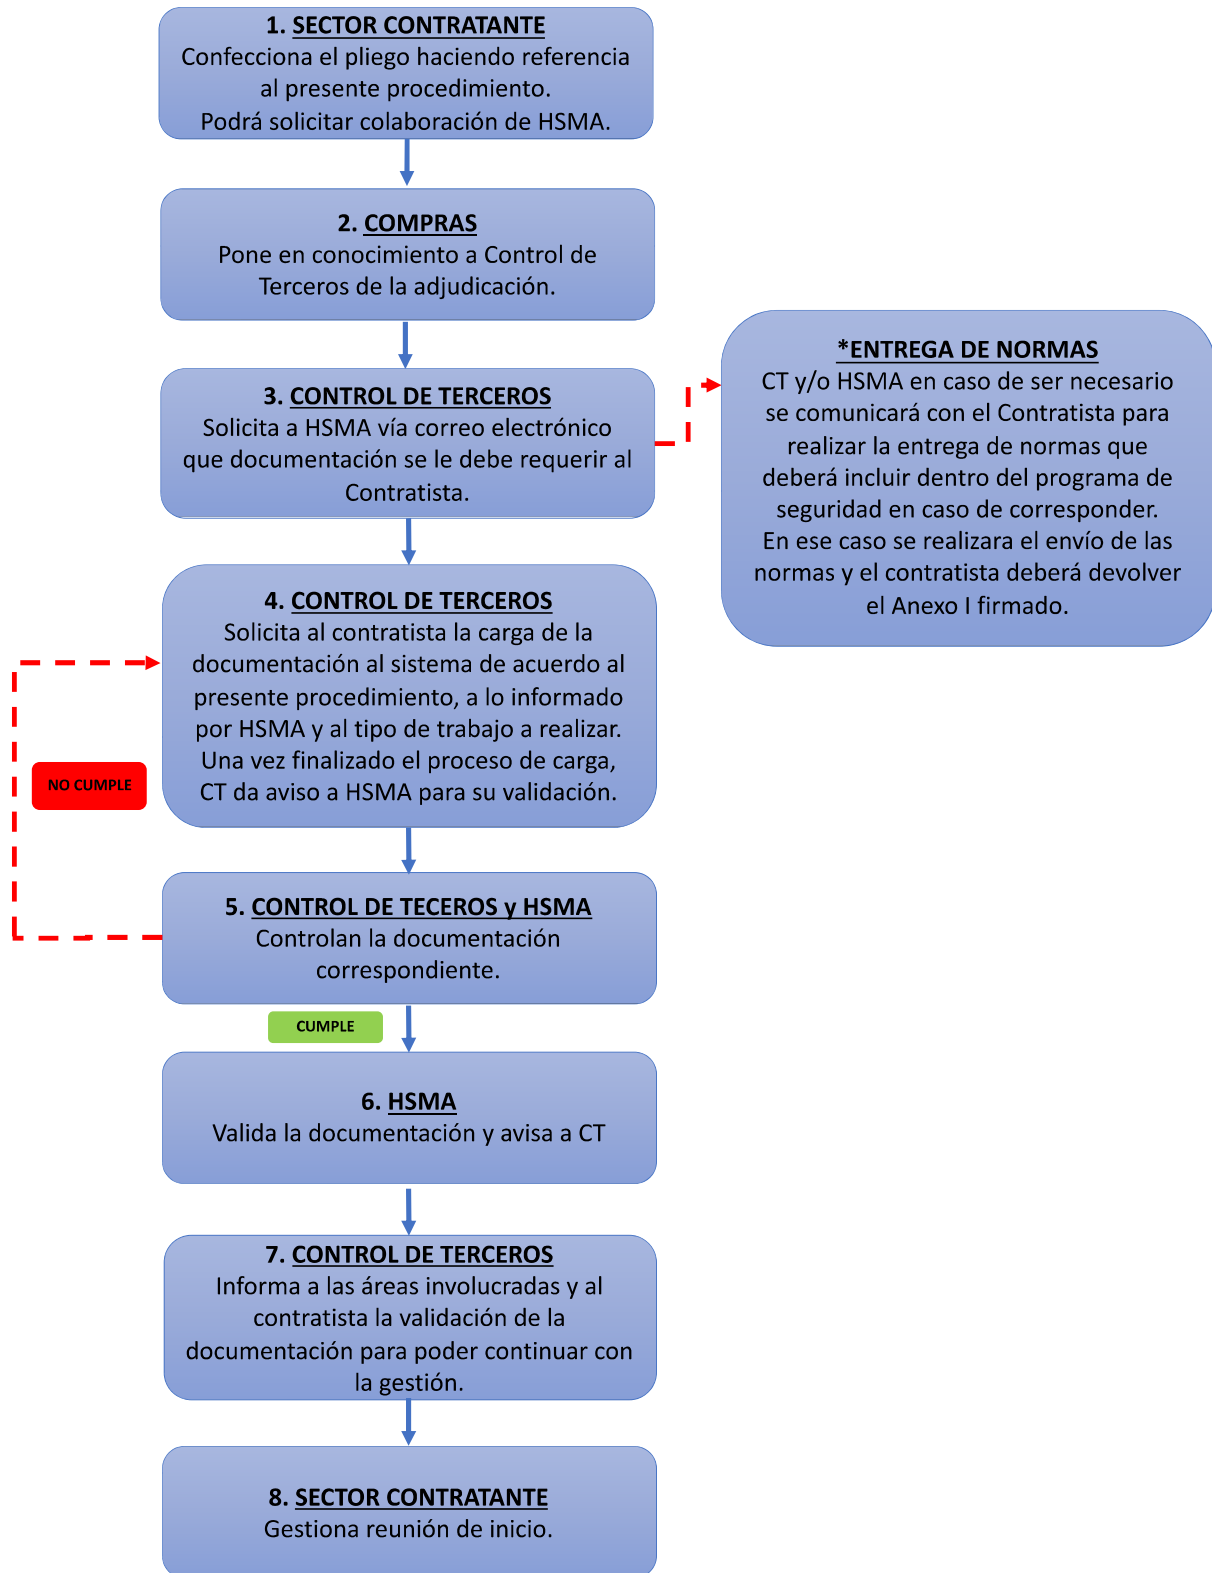 1. SECTOR CONTRATANTE
Confecciona el pliego haciendo referencia
al presente procedimiento.
Podrá solicitar colaboración de HSMA.
2. COMPRAS
Pone en conocimiento a Control de
Terceros de la adjudicación.
3. CONTROL DE TERCEROS
Solicita a HSMA vía correo electrónico
que documentación se le debe requerir al
Contratista.
*ENTREGA DE NORMAS
CT y/o HSMA en caso de ser necesario
se comunicará con el Contratista para
realizar la entrega de normas que
deberá incluir dentro del programa de
seguridad en caso de corresponder.
En ese caso se realizara el envío de las
normas y el contratista deberá devolver
el Anexo I firmado.
4. CONTROL DE TERCEROS
Solicita al contratista la carga de la
documentación al sistema de acuerdo al
presente procedimiento, a lo informado
por HSMA y al tipo de trabajo a realizar.
Una vez finalizado el proceso de carga,
CT da aviso a HSMA para su validación.
NO CUMPLE
5. CONTROL DE TECEROS y HSMA
Controlan la documentación
correspondiente.
CUMPLE
6. HSMA
Valida la documentación y avisa a CT
7. CONTROL DE TERCEROS
Informa a las áreas involucradas y al
contratista la validación de la
documentación para poder continuar con
la gestión.
8. SECTOR CONTRATANTE
Gestiona reunión de inicio.